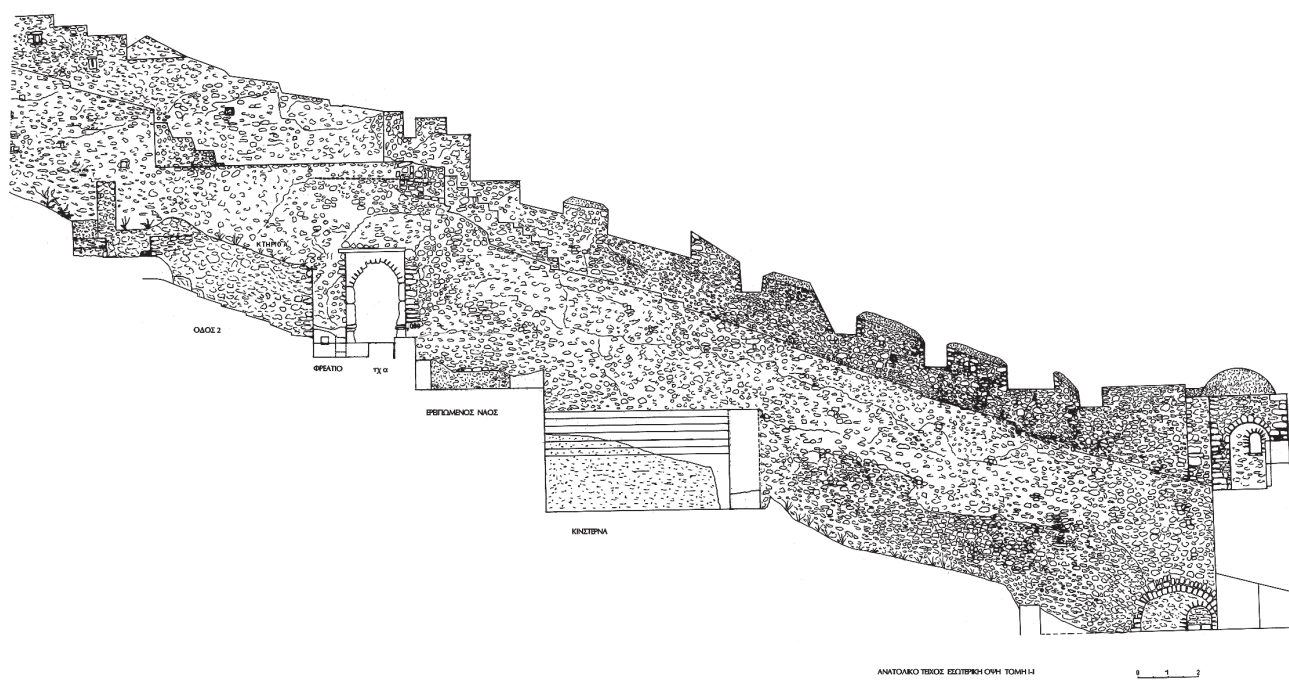 ΚΤΗΡΙΟ Κ
ΟΔΟΣ 2
ΦΡΕΑΤΙΟ
τχ α
ΕΡΕΙΠΩΜΕΝΟΣ ΝΑΟΣ
ΚΙΝΣΤΕΡΝΑ
ΑΝΑΤΟΛΙΚΟ ΤΕΙΧΟΣ ΕΣΩΤΕΡΙΚΗ ΟΨΗ ΤΟΜΗ Ι-Ι
0 1 2